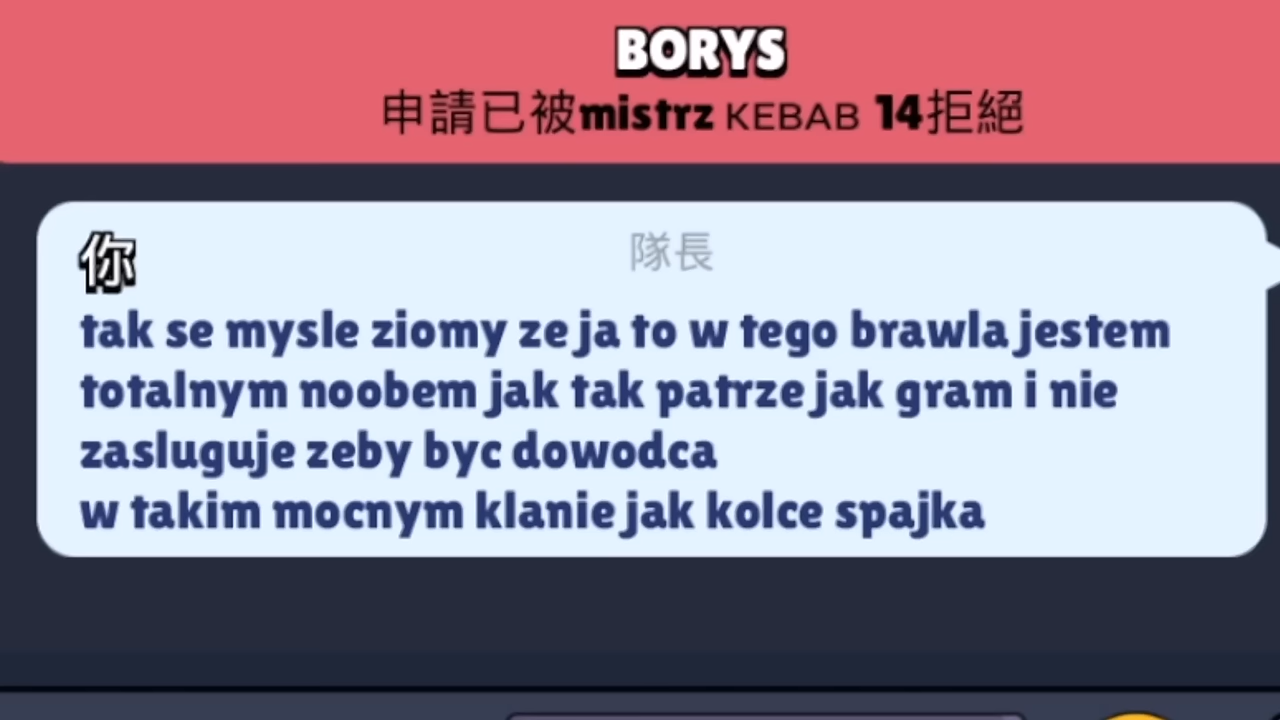 BORYS
申請已被mistrz KEBAB 14拒絕
你 隊長
tak se mysle ziomy ze ja to w tego brawla jestem
totalnym noobem jak tak patrze jak gram i nie
zasluguje zeby byc dowodca
w takim mocnym klanie jak kolce spajka